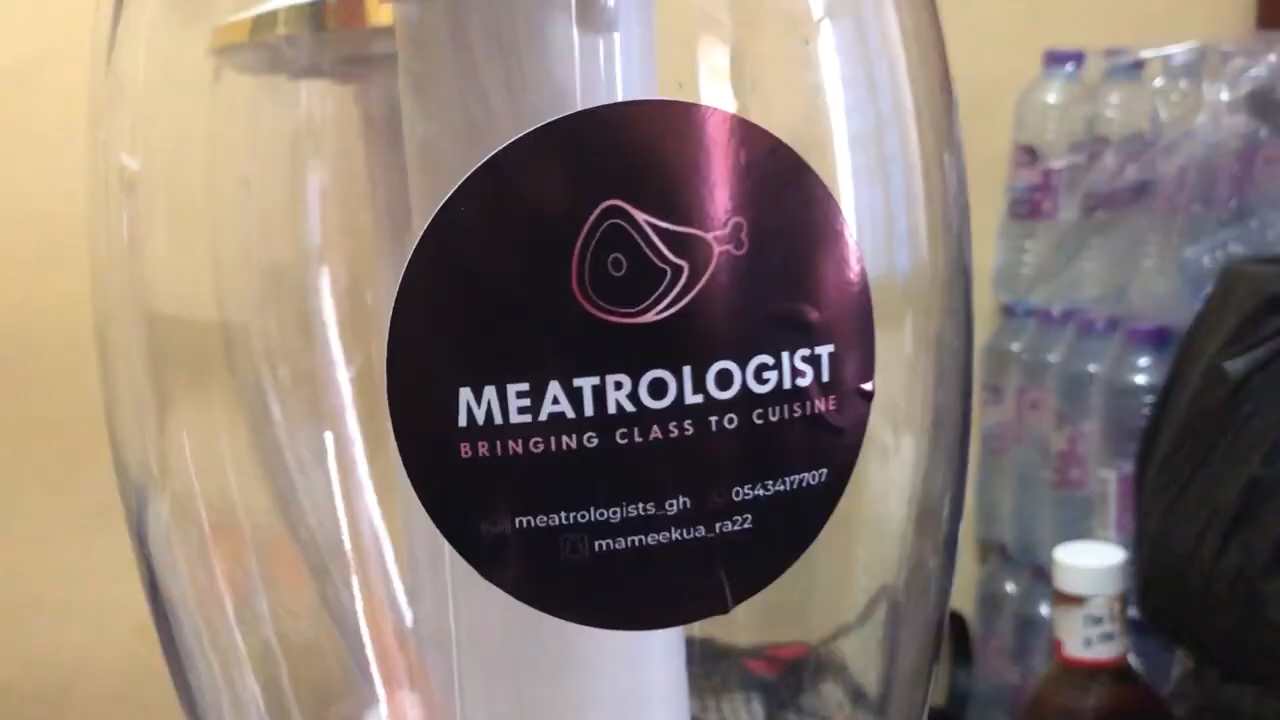 MEATROLOGIST
BRINGING CLASS TO CUISINE
meatrologists_gh 0543417707
mameekua_ra22